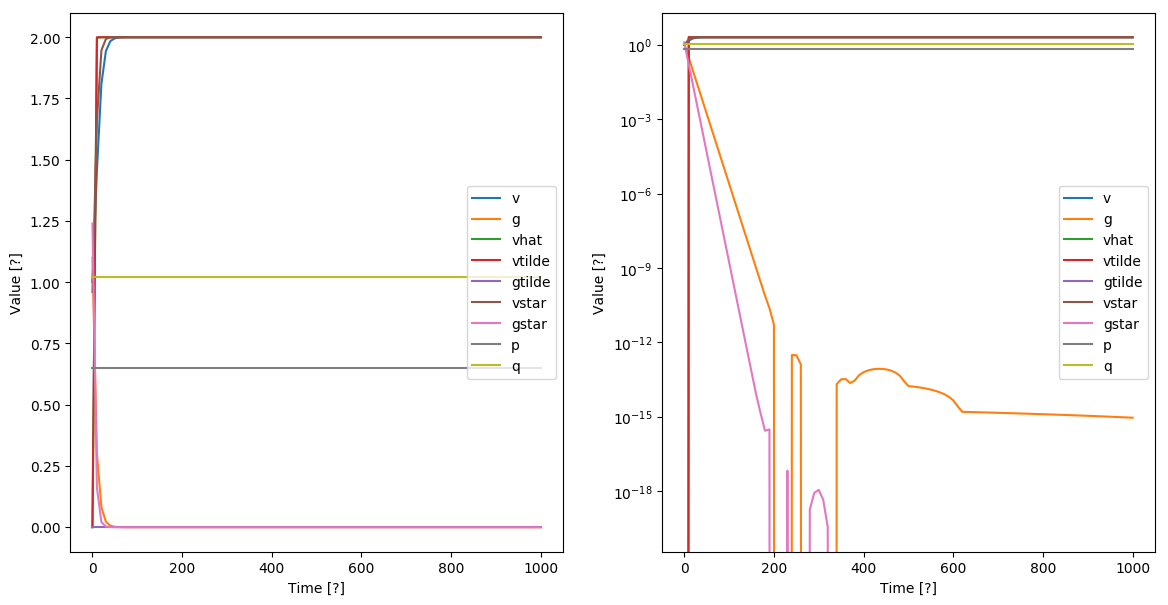 2.00
1.75
1.50
1.25
1.00
0.75
0.50
0.25
0.00
Value [?]
0
200
400
600
800
1000
Time [?]
v
g
vhat
vtilde
gtilde
vstar
gstar
p
q
10⁰
10⁻³
10⁻⁶
10⁻⁹
10⁻¹²
10⁻¹⁵
10⁻¹⁸
Value [?]
0
200
400
600
800
1000
Time [?]
v
g
vhat
vtilde
gtilde
vstar
gstar
p
q